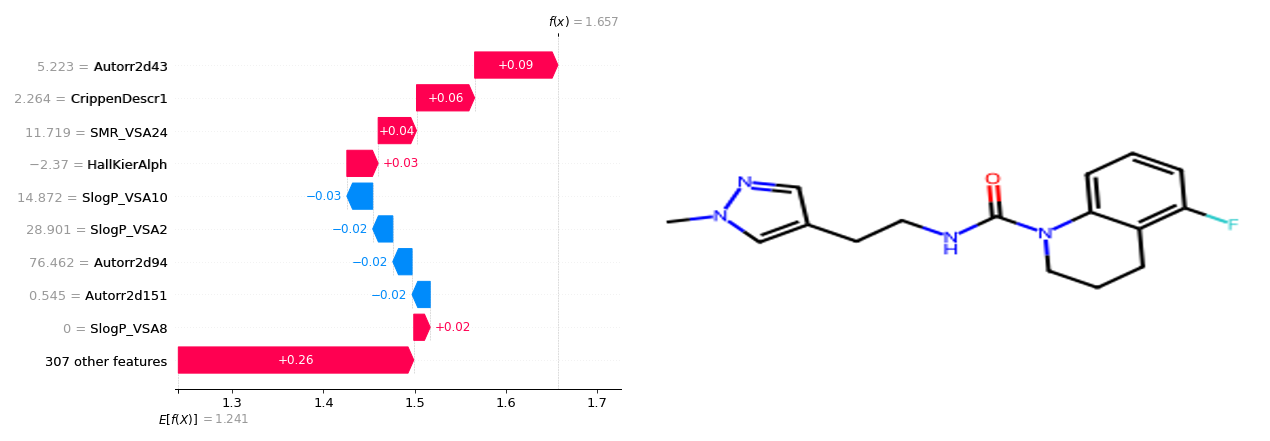 f(x) = 1.657
5.223 = Autorr2d43
+0.09
2.264 = CrippenDescr1
+0.06
11.719 = SMR_VSA24
+0.04
−2.37 = HallKierAlph
+0.03
14.872 = SlogP_VSA10
−0.03
28.901 = SlogP_VSA2
−0.02
76.462 = Autorr2d94
−0.02
0.545 = Autorr2d151
−0.02
0 = SlogP_VSA8
+0.02
307 other features
+0.26
1.3 1.4 1.5 1.6 1.7
E[f(X)] = 1.241
O
N
N
N
H
N
F